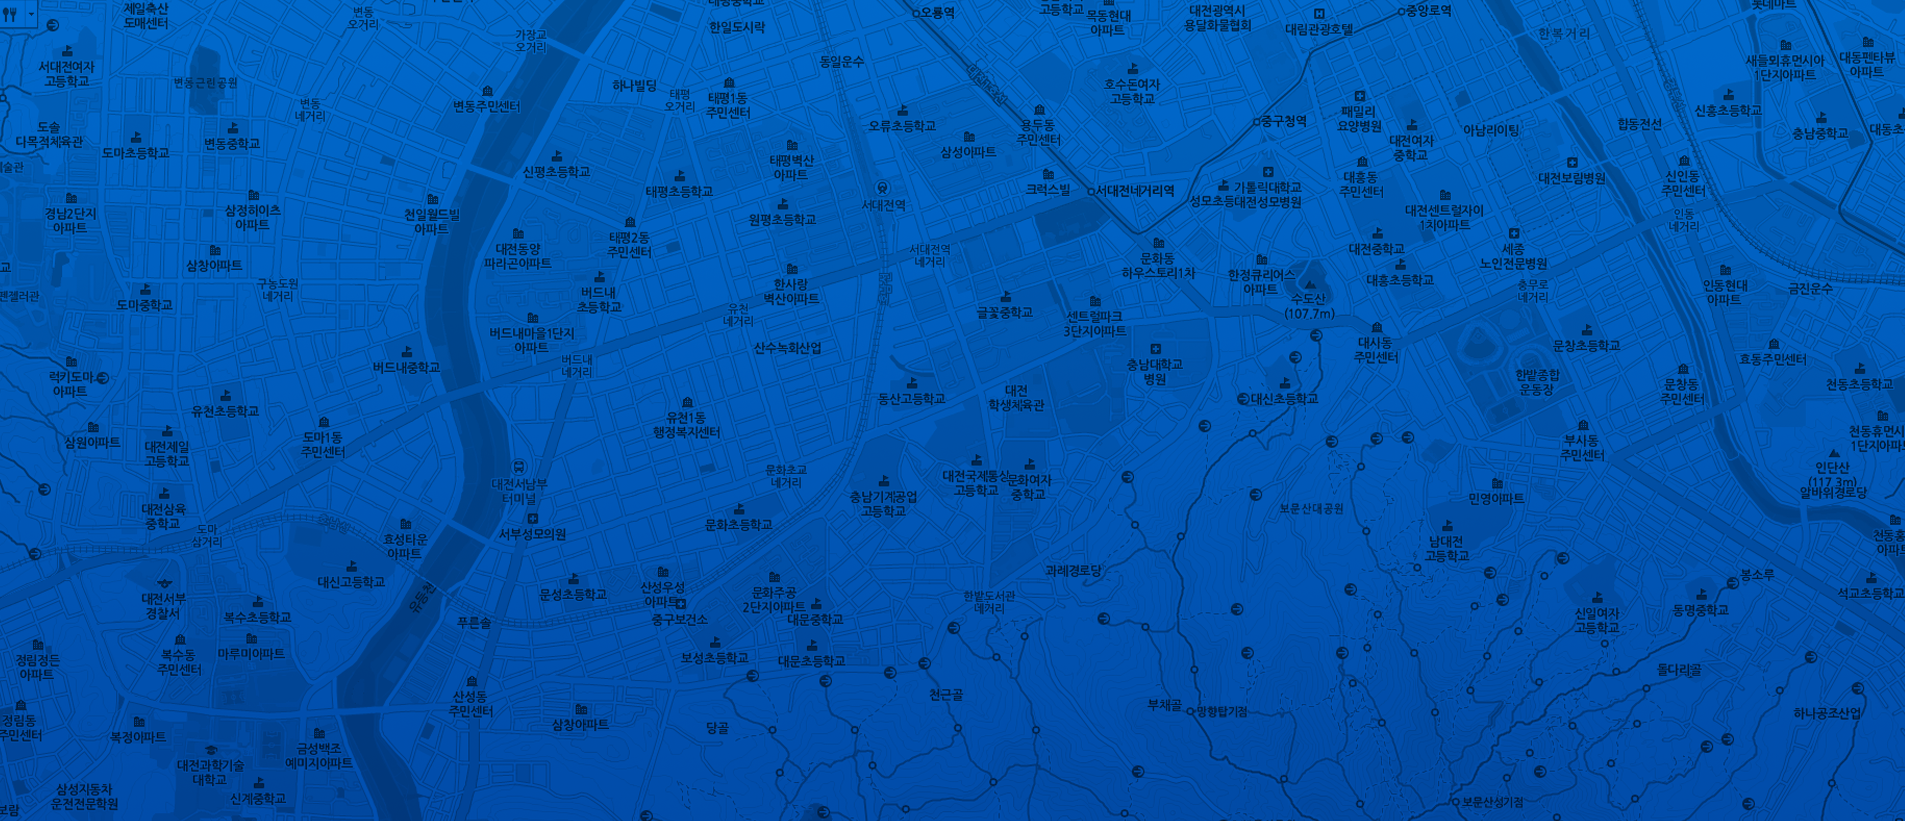 제일축산
도매센터
변동
오거리
가장교
오거리
한일도시락
오룡역
고등학교
목동현대
아파트
대전광역시
용달화물협회
대림관광호텔
중앙로역
한복거리
롯데마트
새들뫼휴먼시아
1단지아파트
대동펜타뷰
아파트
서대전여자
고등학교
변동근린공원
변동
네거리
변동주민센터
하나빌딩
태평
오거리
태평1동
주민센터
동일운수
오류초등학교
용두동
주민센터
호수돈여자
고등학교
중구청역
패밀리
요양병원
대전여자
중학교
아남리이팅
합동전선
신흥초등학교
충남중학교
도솔
다목적체육관
도마초등학교
변동중학교
신평초등학교
태평초등학교
태평벽산
아파트
삼성아파트
크럭스빌
서대전네거리역
성모초등
가톨릭대학교
대전성모병원
대흥동
주민센터
대전보림병원
신인동
주민센터
경남2단지
아파트
삼정하이츠
아파트
천일월드빌
아파트
원평초등학교
서대전역
대전센트럴자이
1차아파트
인동
네거리
삼창아파트
대전동양
파라곤아파트
태평2동
주민센터
서대전역
네거리
문화동
하우스토리1차
한정큐리어스
아파트
대전중학교
대흥초등학교
세종
노인전문병원
구농도원
네거리
도마중학교
버드내
초등학교
한사랑
벽산아파트
글꽃중학교
센트럴파크
3단지아파트
수도산
(107.7m)
충무로
네거리
인동현대
아파트
금진운수
버드내마을1단지
아파트
유천
네거리
산수녹화산업
대사동
주민센터
문창초등학교
효동주민센터
럭키도마
아파트
버드내중학교
버드내
네거리
충남대학교
병원
한밭종합
운동장
문창동
주민센터
천동초등학교
유천초등학교
동산고등학교
대전
학생체육관
대신초등학교
삼원아파트
대전제일
고등학교
도마1동
주민센터
유천1동
행정복지센터
부사동
주민센터
천동휴먼시
1단지아파
대전서남부
터미널
문화초교
네거리
충남기계공업
고등학교
대전국제통상
고등학교
문화여자
중학교
인단산
(117.3m)
알바위경로당
민영아파트
대전삼육
중학교
도마
삼거리
효성타운
아파트
서부성모의원
문화초등학교
보문산대공원
남대전
고등학교
대신고등학교
유등천
과례경로당
봉소루
석교초등학교
대전서부
경찰서
복수초등학교
문성초등학교
산성우성
아파트
중구보건소
문화주공
2단지아파트
대문중학교
한밭도서관
네거리
신일여자
고등학교
동명중학교
푸른솔
정림정든
아파트
복수동
주민센터
마루미아파트
보성초등학교
대문초등학교
돌다리골
산성동
주민센터
천근골
부채골
망향탑기점
하나공조산업
정림동
주민센터
복정아파트
금성백조
예미지아파트
삼창아파트
당골
대전과학기술
대학교
삼성자동차
운전전문학원
신계중학교
보문산성기점